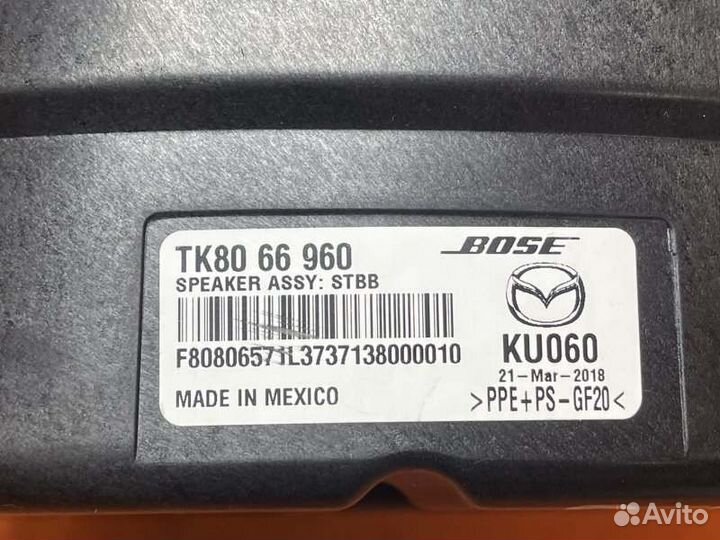 TK80 66 960
SPEAKER ASSY: STBB
F80806571L3737138000010
MADE IN MEXICO
BOSE
KU060
21-Mar-2018
>PPE+PS-GF20<
Avito